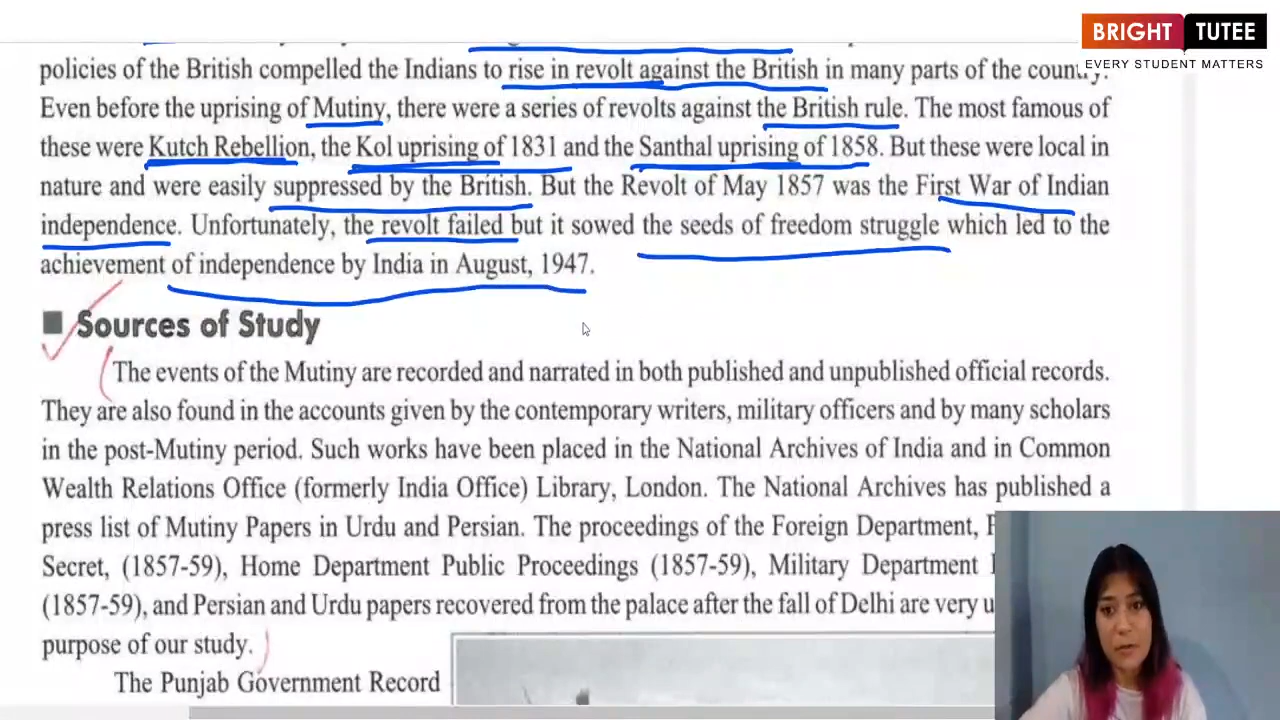 BRIGHT TUTEE
EVERY STUDENT MATTERS
policies of the British compelled the Indians to rise in revolt against the British in many parts of the country.
Even before the uprising of Mutiny, there were a series of revolts against the British rule. The most famous of
these were Kutch Rebellion, the Kol uprising of 1831 and the Santhal uprising of 1858. But these were local in
nature and were easily suppressed by the British. But the Revolt of May 1857 was the First War of Indian
independence. Unfortunately, the revolt failed but it sowed the seeds of freedom struggle which led to the
achievement of independence by India in August, 1947.
Sources of Study
The events of the Mutiny are recorded and narrated in both published and unpublished official records.
They are also found in the accounts given by the contemporary writers, military officers and by many scholars
in the post-Mutiny period. Such works have been placed in the National Archives of India and in Common
Wealth Relations Office (formerly India Office) Library, London. The National Archives has published a
press list of Mutiny Papers in Urdu and Persian. The proceedings of the Foreign Department,
Secret, (1857-59), Home Department Public Proceedings (1857-59), Military Department
(1857-59), and Persian and Urdu papers recovered from the palace after the fall of Delhi are very
purpose of our study.
The Punjab Government Record